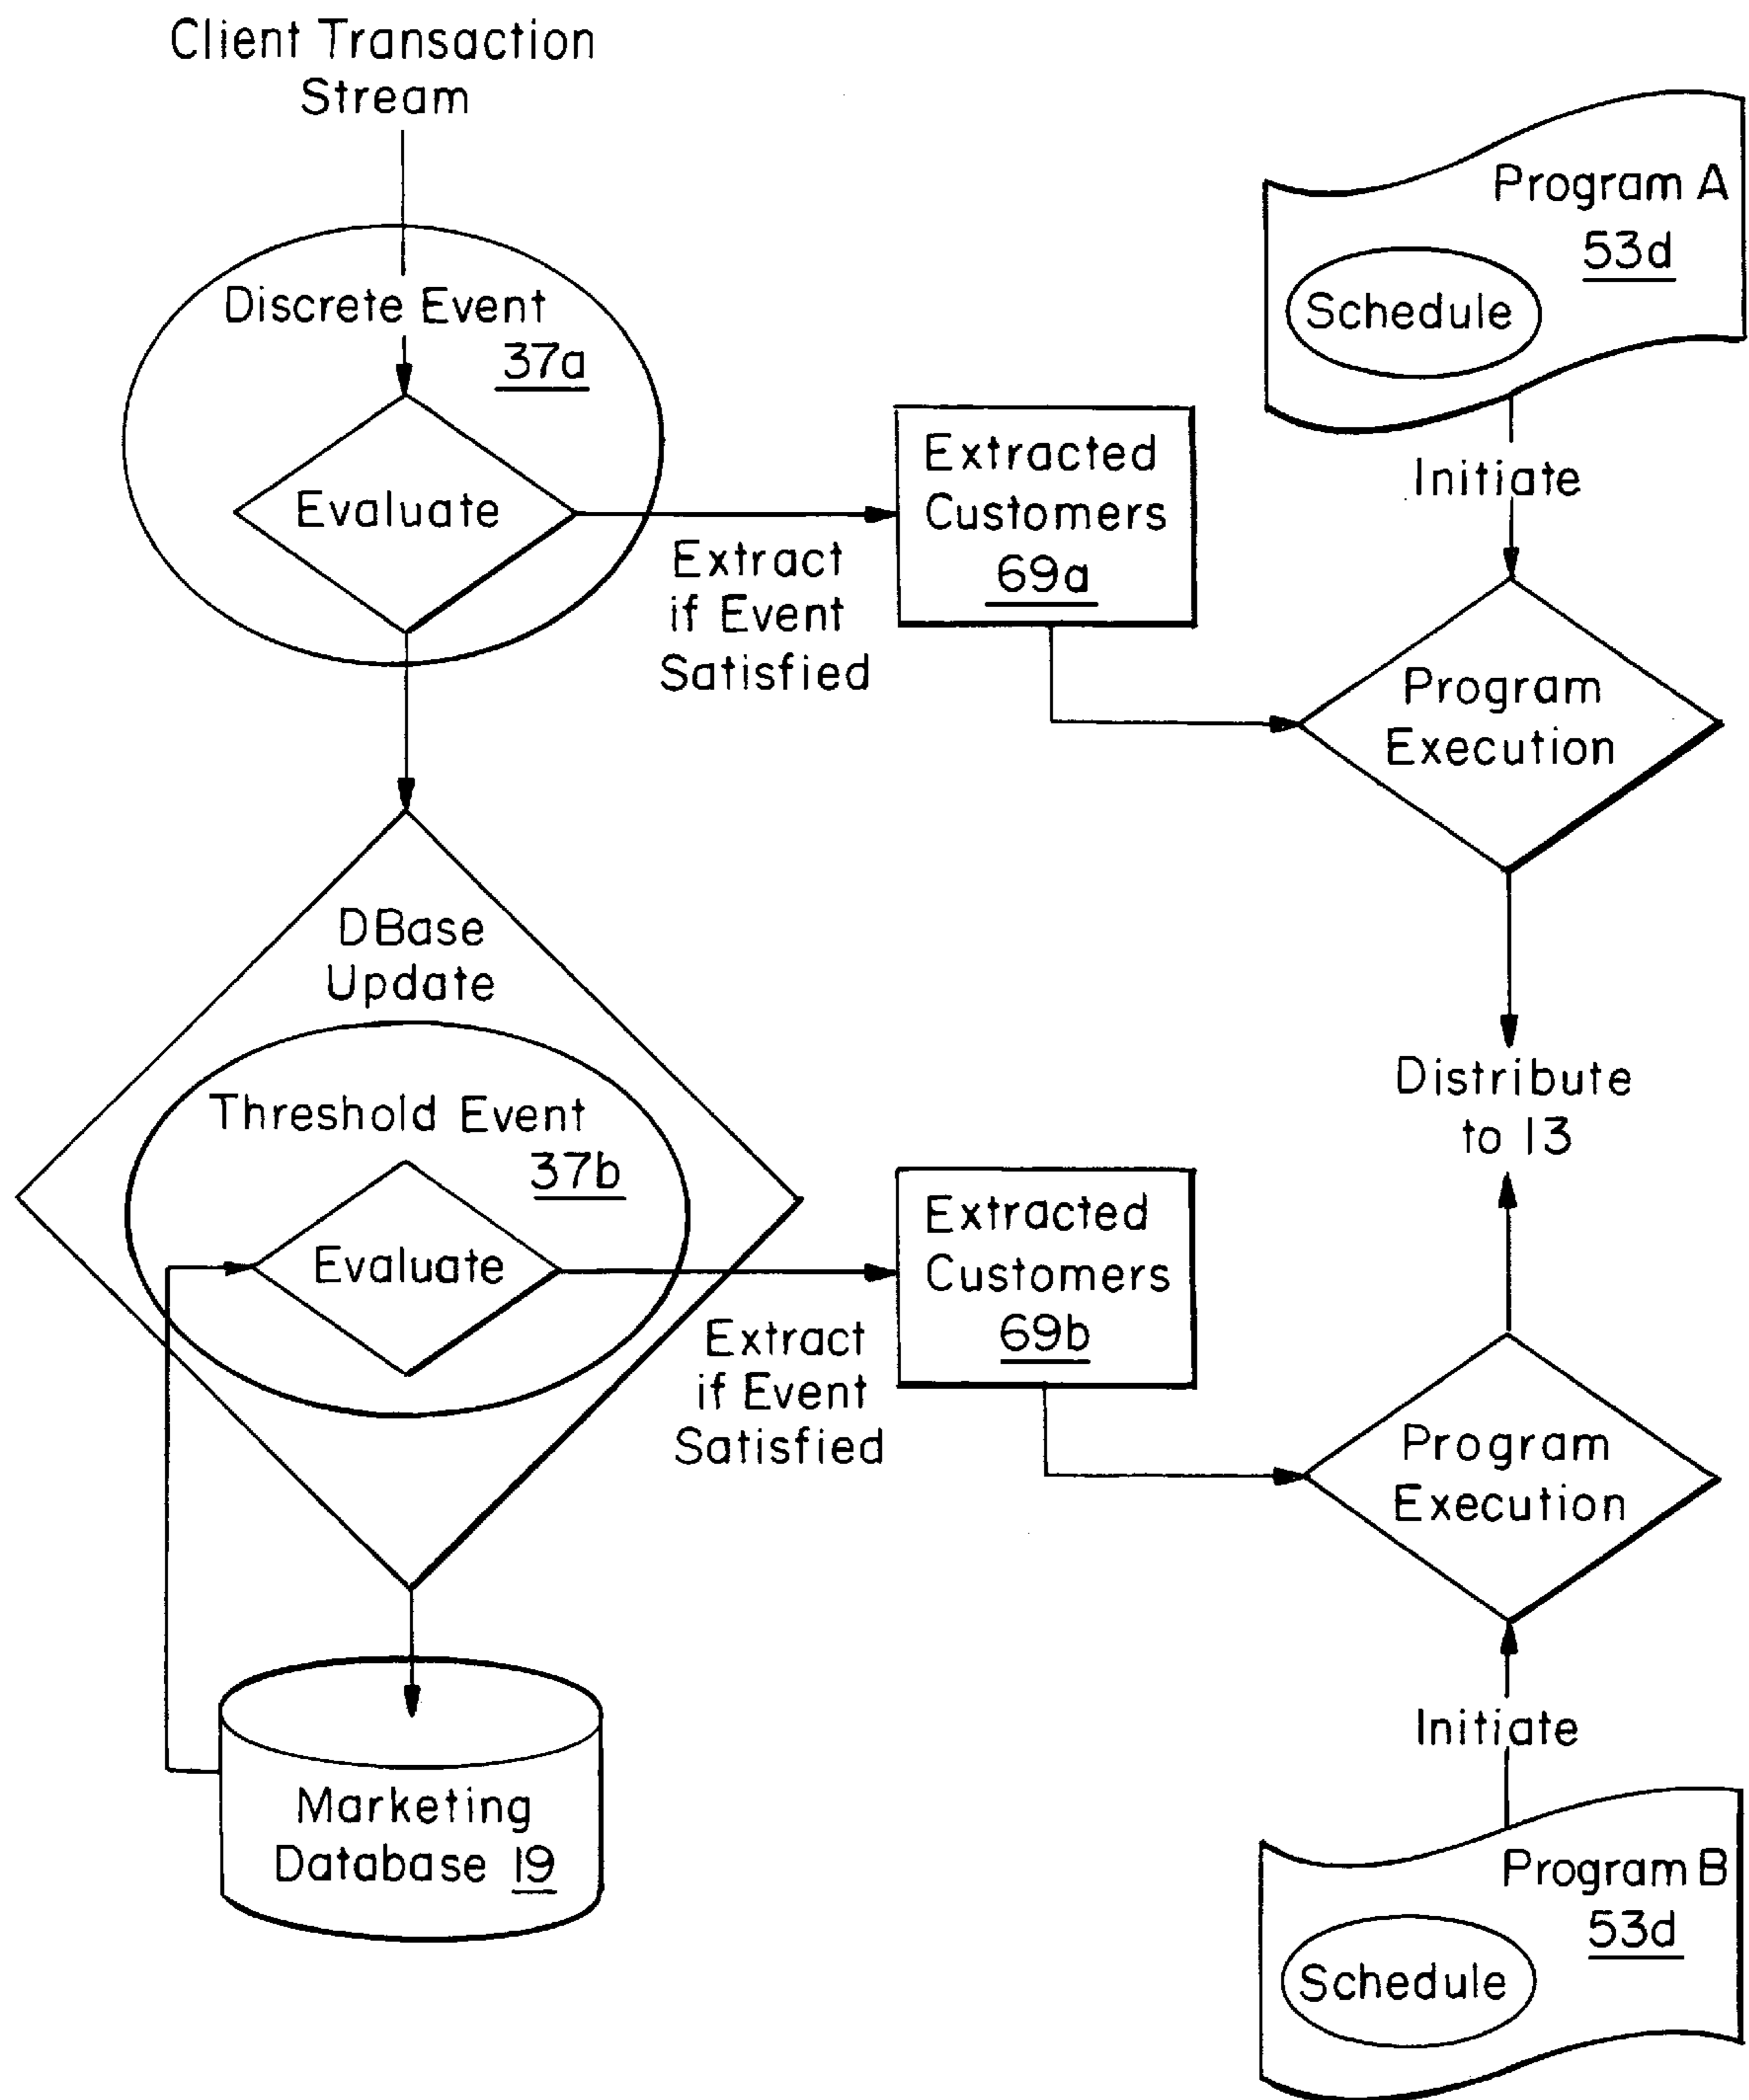 Client Transaction
Stream
Discrete Event
37a
Evaluate
Extract
if Event
Satisfied
Extracted
Customers
69a
Program A
53d
Schedule
Initiate
Program
Execution
DBase
Update
Threshold Event
37b
Evaluate
Extract
if Event
Satisfied
Extracted
Customers
69b
Distribute
to 13
Program
Execution
Initiate
Marketing
Database 19
Program B
53d
Schedule